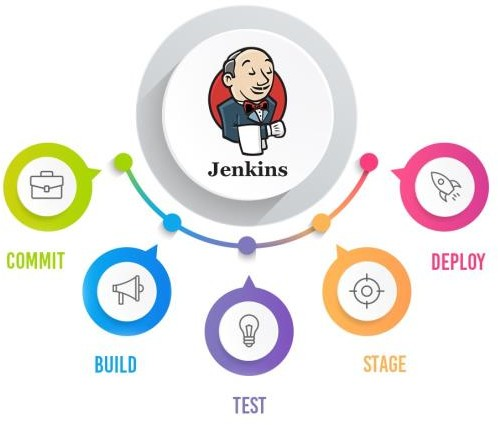 Jenkins
COMMIT
BUILD
TEST
STAGE
DEPLOY